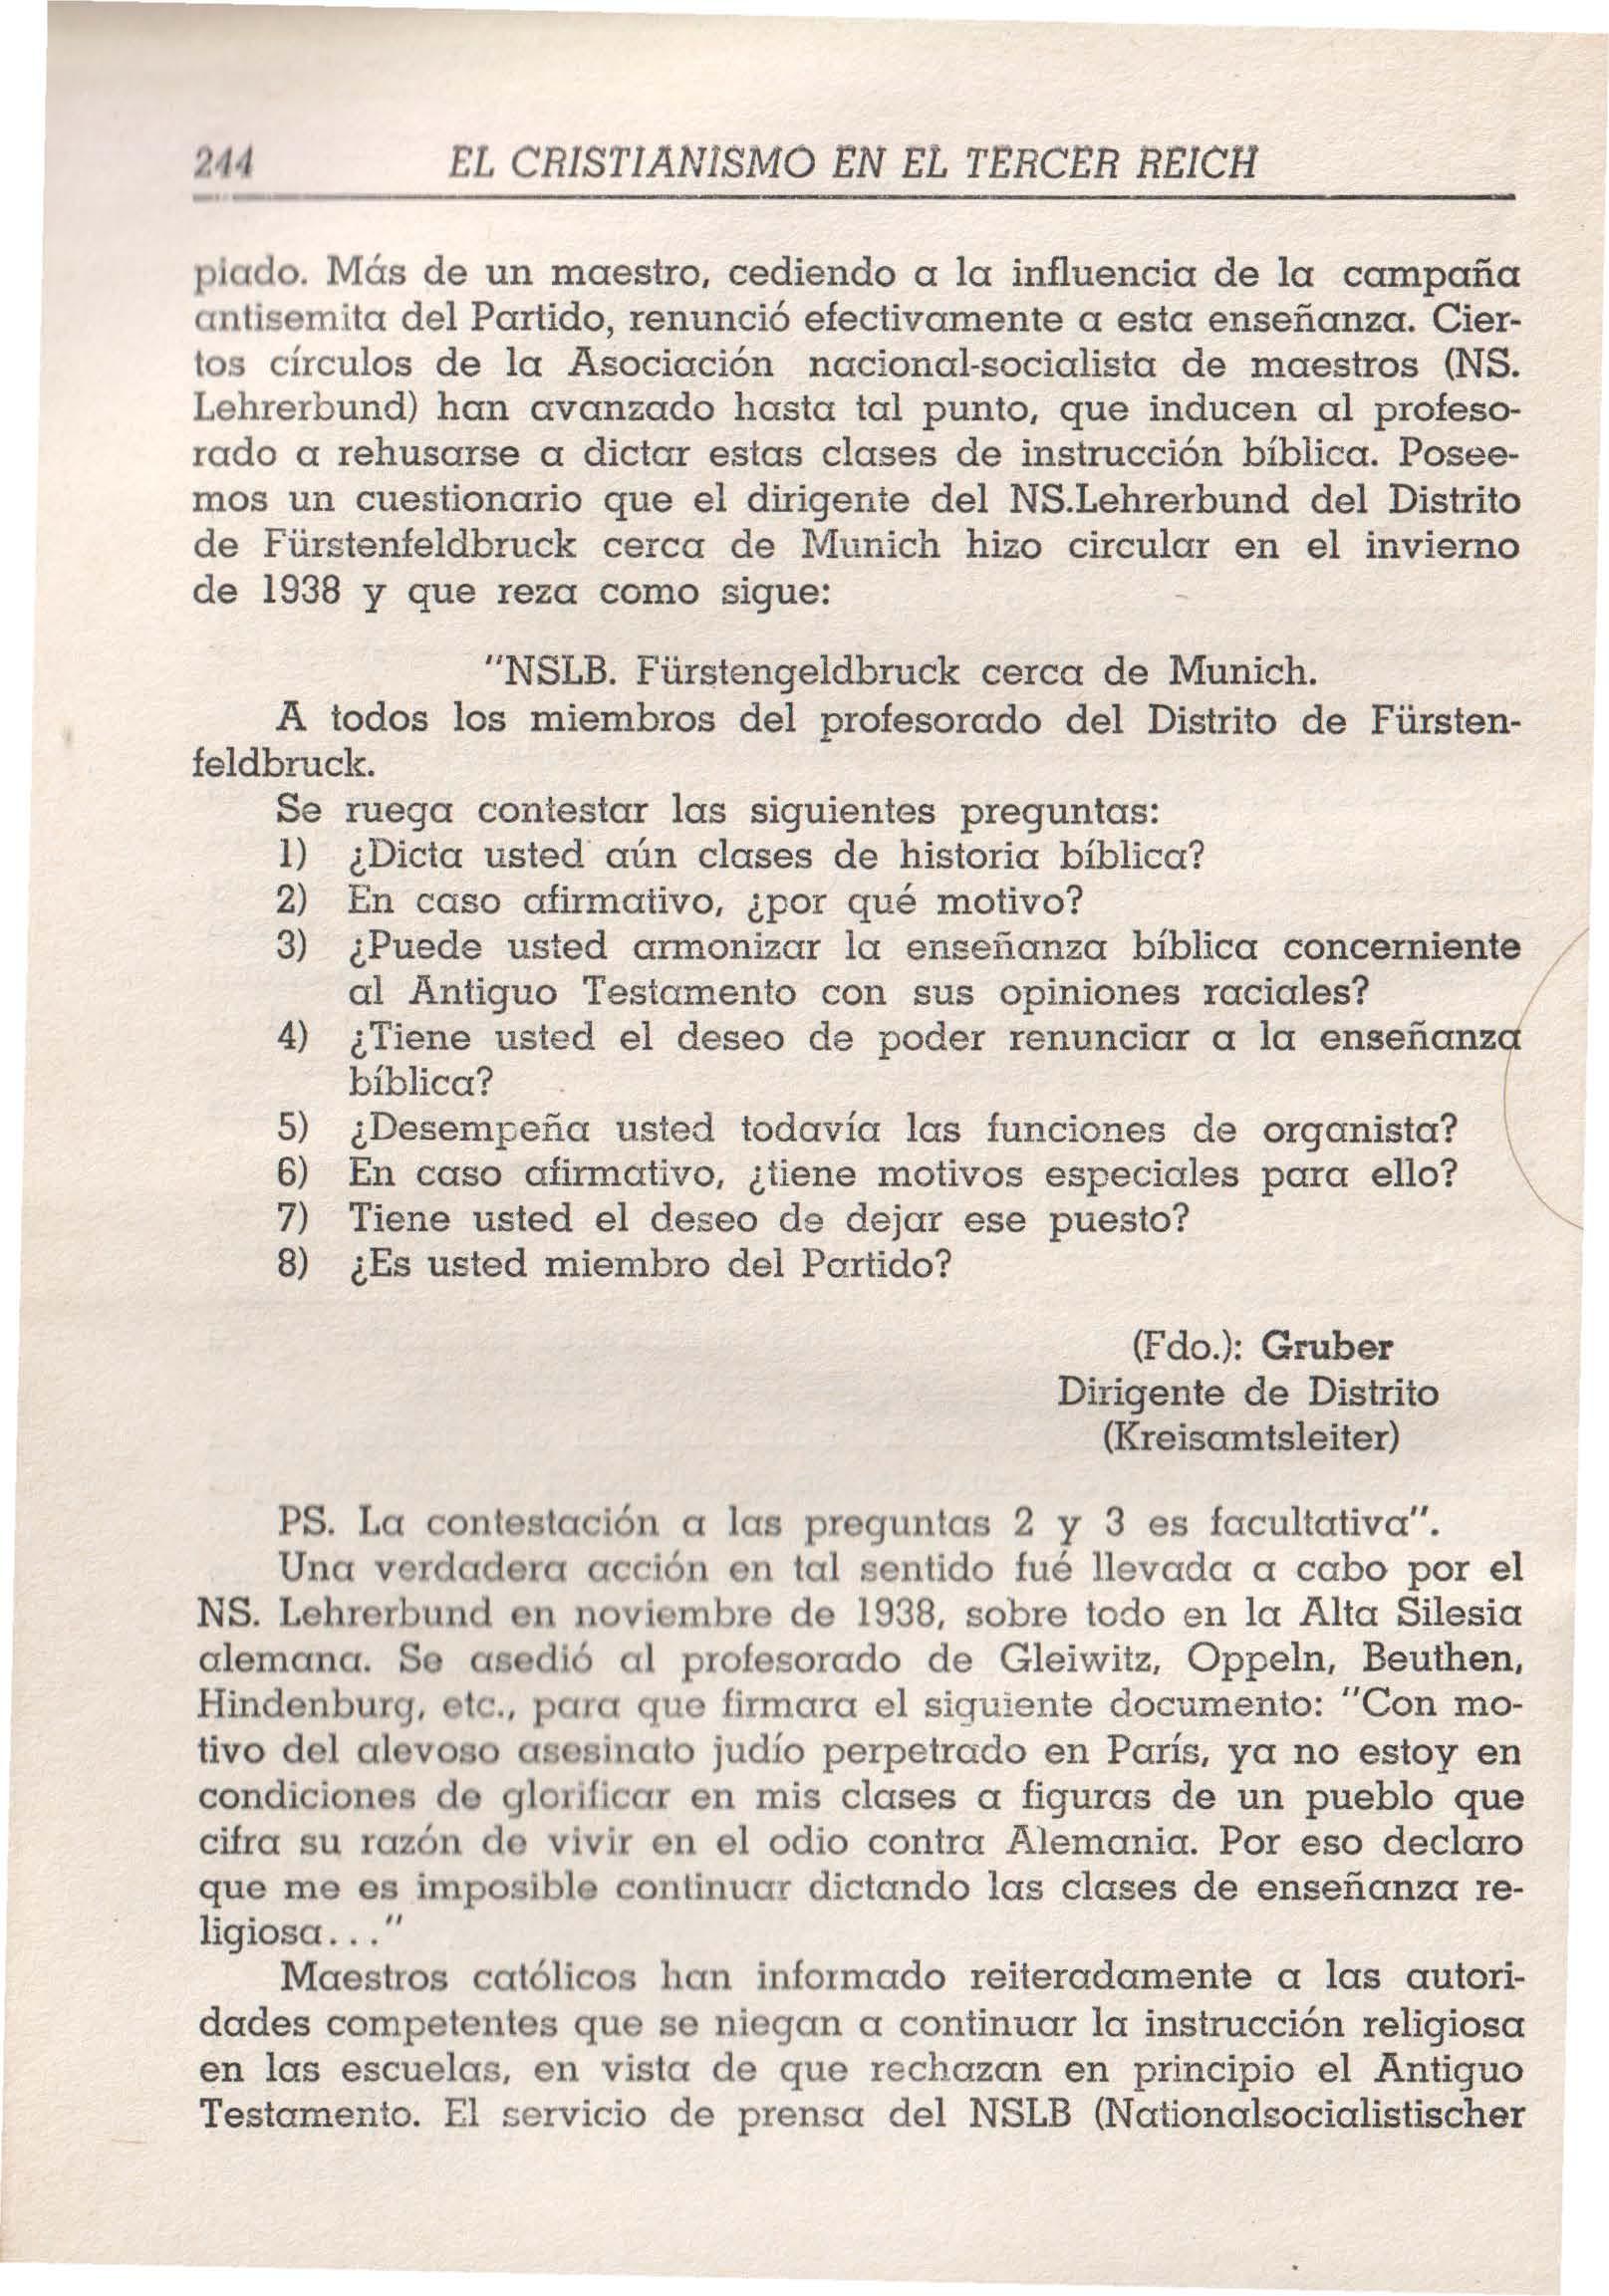 244 EL CRISTIANISMO EN EL TERCER REICH
piado. Más de un maestro, cediendo a la influencia de la campaña
antisemita del Partido, renunció efectivamente a esta enseñanza. Cier-
tos círculos de la Asociación nacional-socialista de maestros (NS.
Lehrerbund) han avanzado hasta tal punto, que inducen al profeso-
rado a rehusarse a dictar estas clases de instrucción bíblica. Posee-
mos un cuestionario que el dirigente del NS.Lehrerbund del Distrito
de Fürstenfeldbruck cerca de Munich hizo circular en el invierno
de 1938 y que reza como sigue:
"NSLB. Fürstengeldbruck cerca de Munich.
A todos los miembros del profesorado del Distrito de Fürsten-
feldbruck.
Se ruega contestar las siguientes preguntas:
1) ¿Dicta usted aún clases de historia bíblica?
2) En caso afirmativo, ¿por qué motivo?
3) ¿Puede usted armonizar la enseñanza bíblica concerniente
al Antiguo Testamento con sus opiniones raciales?
4) ¿Tiene usted el deseo de poder renunciar a la enseñanza
bíblica?
5) ¿Desempeña usted todavía las funciones de organista?
6) En caso afirmativo, ¿tiene motivos especiales para ello?
7) Tiene usted el deseo de dejar ese puesto?
8) ¿Es usted miembro del Partido?
(Fdo.): Gruber
Dirigente de Distrito
(Kreisamtsleiter)
PS. La contestación a las preguntas 2 y 3 es facultativa".
Una verdadera acción en tal sentido fué llevada a cabo por el
NS. Lehrerbund en noviembre de 1938, sobre todo en la Alta Silesia
alemana. Se asedió al profesorado de Gleiwitz, Oppeln, Beuthen,
Hindenburg, etc., para que firmara el siguiente documento: "Con mo-
tivo del alevoso asesinato judío perpetrado en París, ya no estoy en
condiciones de glorificar en mis clases a figuras de un pueblo que
cifra su razón de vivir en el odio contra Alemania. Por eso declaro
que me es imposible continuar dictando las clases de enseñanza re-
ligiosa..."
Maestros católicos han informado reiteradamente a las autori-
dades competentes que se niegan a continuar la instrucción religiosa
en las escuelas, en vista de que rechazan en principio el Antiguo
Testamento. El servicio de prensa del NSLB (Nationalsocialistischer